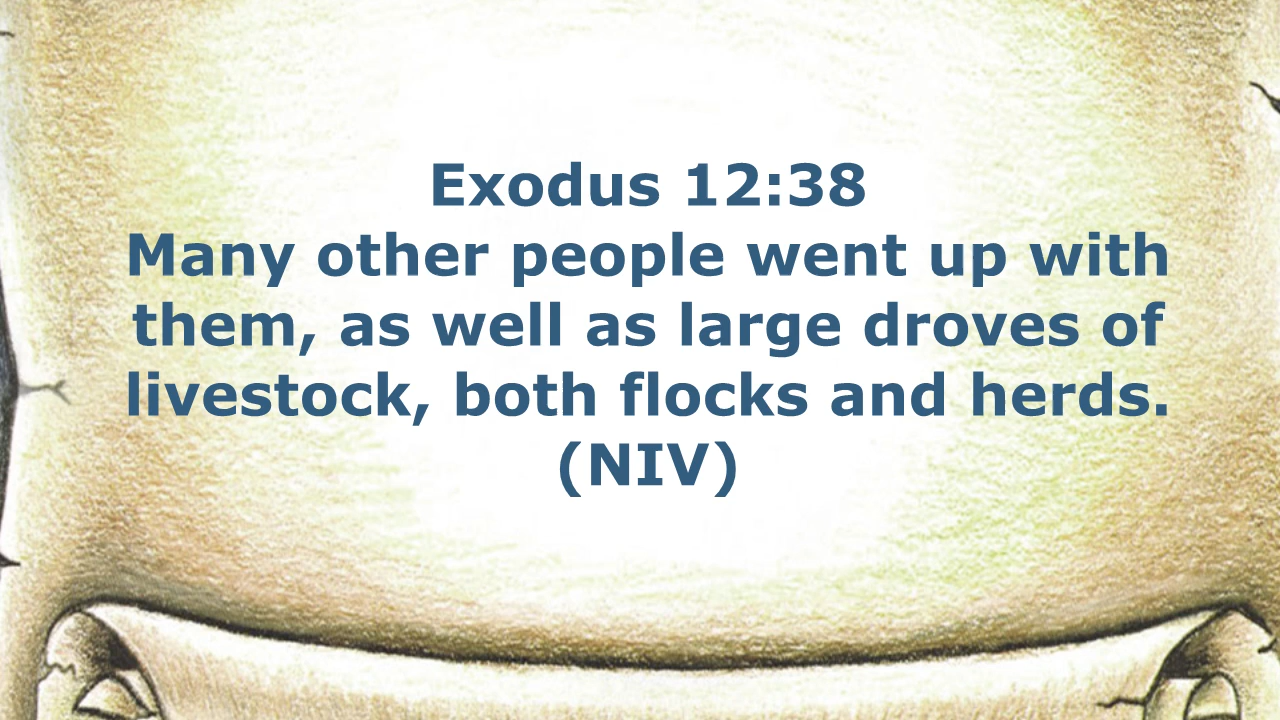 Exodus 12:38
Many other people went up with
them, as well as large droves of
livestock, both flocks and herds.
(NIV)